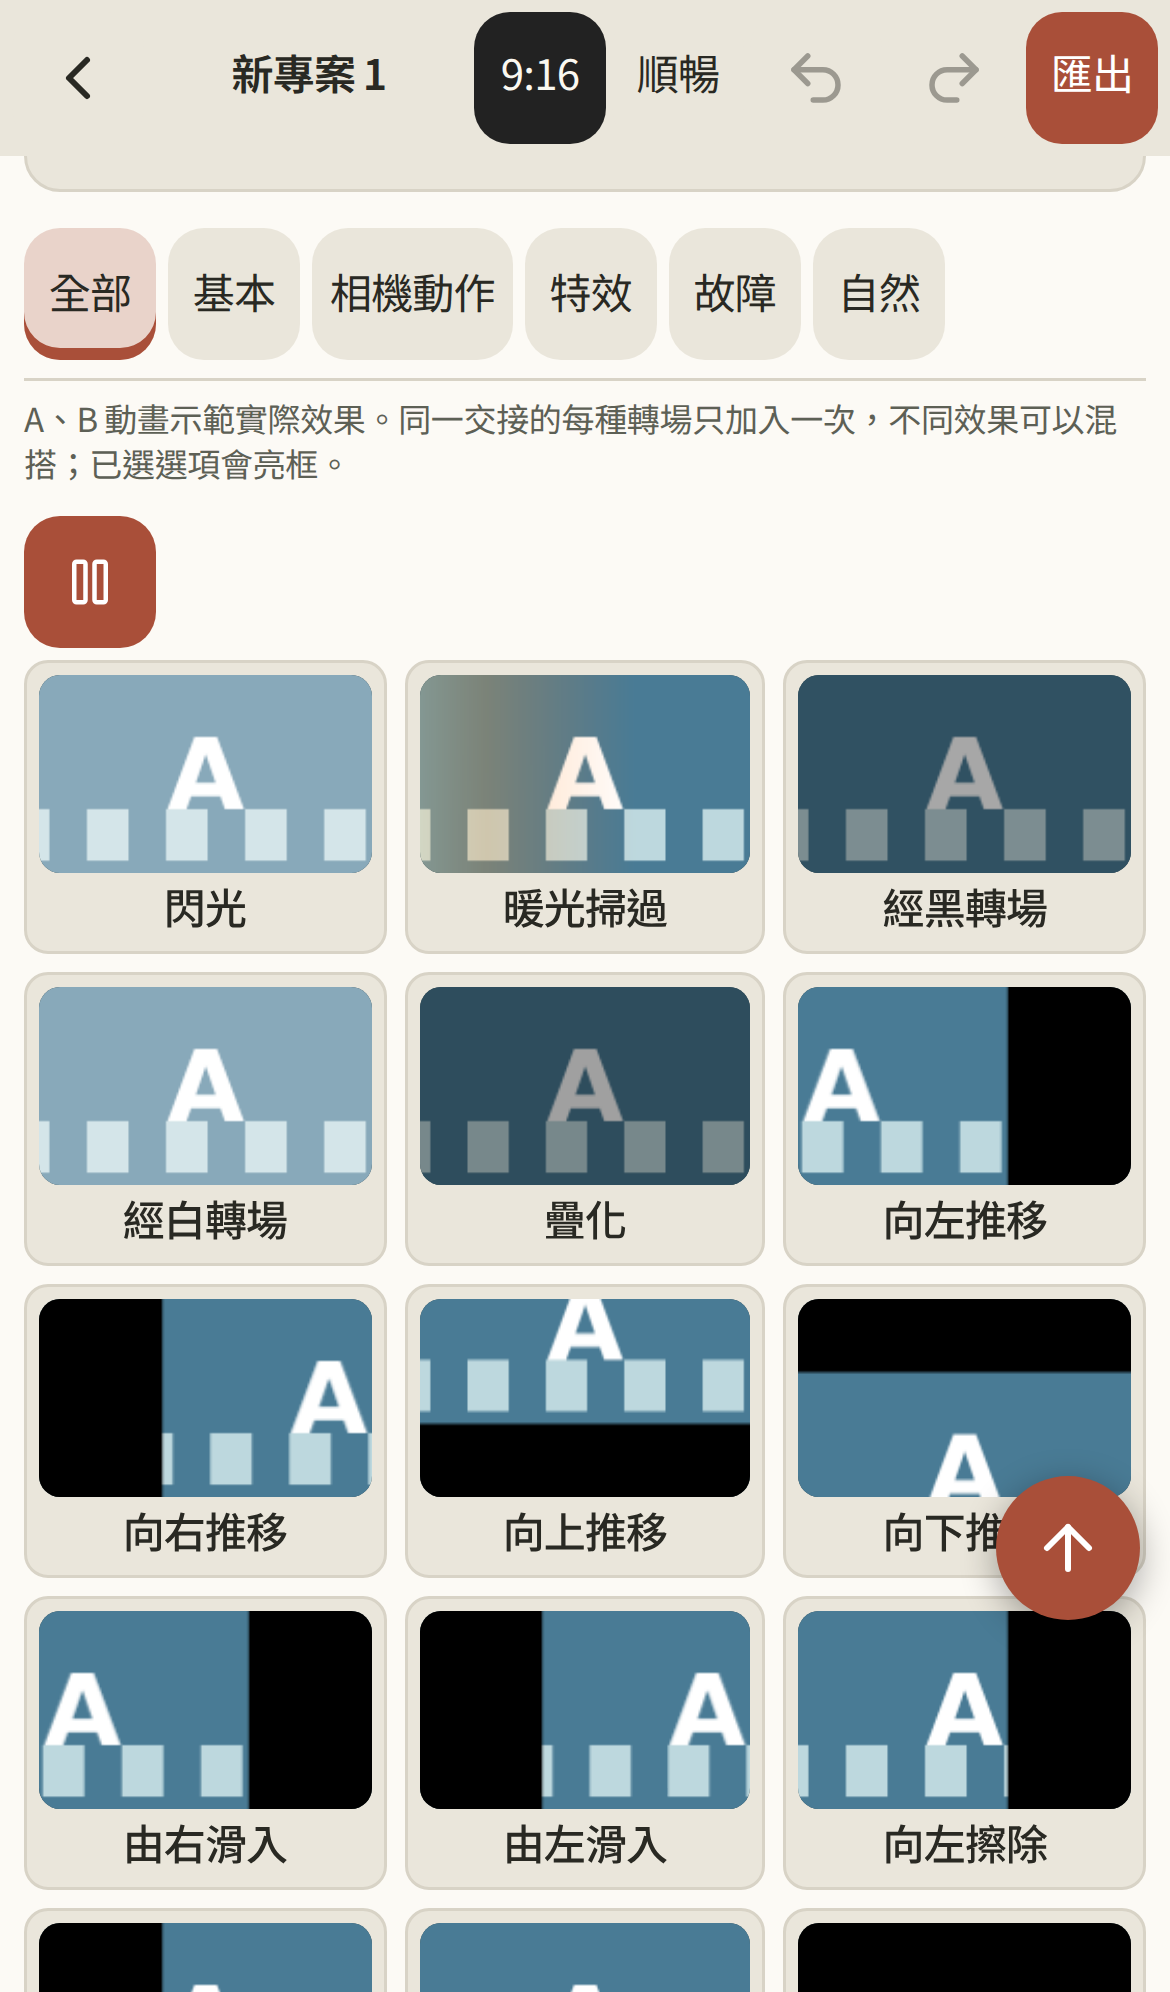 新專案 1
9:16
順暢
匯出
全部
基本
相機動作
特效
故障
自然
A、B 動畫示範實際效果。同一交接的每種轉場只加入一次，不同效果可以混
搭；已選選項會亮框。
A
A
A
閃光
暖光掃過
經黑轉場
A
A
A
經白轉場
疊化
向左推移
A
A
A
向右推移
向上推移
向下推
A
A
A
由右滑入
由左滑入
向左擦除